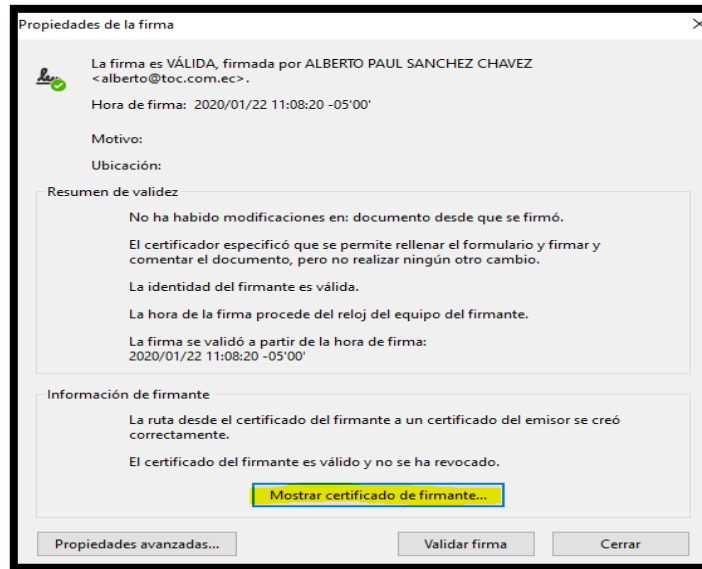 Propiedades de la firma
La firma es VÁLIDA, firmada por ALBERTO PAUL SANCHEZ CHAVEZ
<alberto@toc.com.ec>.
Hora de firma: 2020/01/22 11:08:20 -05'00'
Motivo:
Ubicación:
Resumen de validez
No ha habido modificaciones en: documento desde que se firmó.
El certificador especificó que se permite rellenar el formulario y firmar y
comentar el documento, pero no realizar ningún otro cambio.
La identidad del firmante es válida.
La hora de la firma procede del reloj del equipo del firmante.
La firma se validó a partir de la hora de firma:
2020/01/22 11:08:20 -05'00'
Información de firmante
La ruta desde el certificado del firmante a un certificado del emisor se creó
correctamente.
El certificado del firmante es válido y no se ha revocado.
Mostrar certificado de firmante...
Propiedades avanzadas...
Validar firma
Cerrar